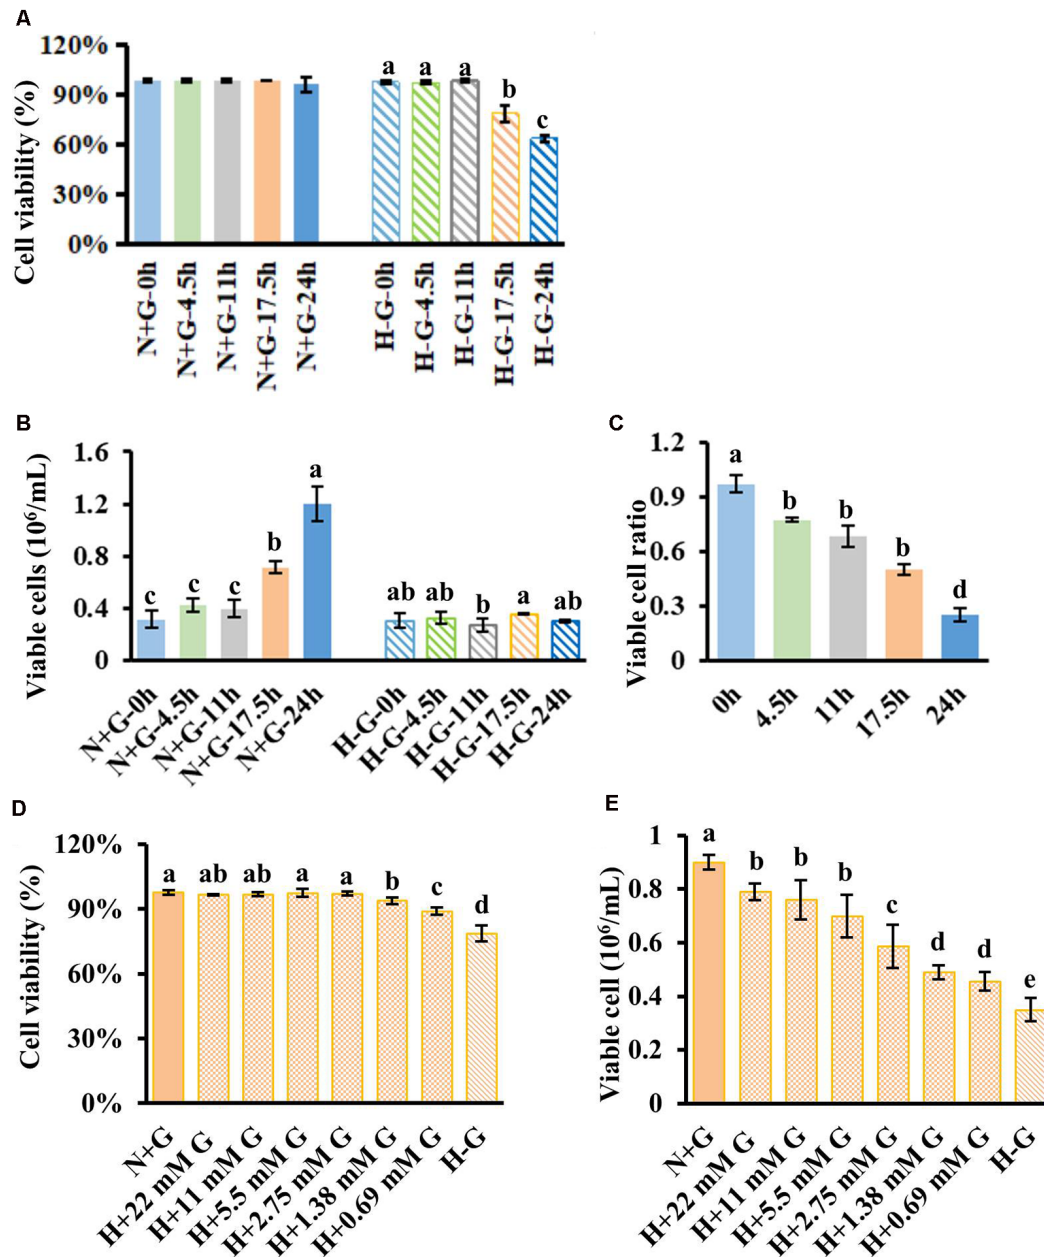 A
Cell viability (%)
120%
90%
60%
30%
0%
a a a b c
N+G-0h
N+G-4.5h
N+G-11h
N+G-17.5h
N+G-24h
H-G-0h
H-G-4.5h
H-G-11h
H-G-17.5h
H-G-24h
B
Viable cells (10⁶/mL)
1.6
1.2
0.8
0.4
0
c c c b a ab ab b a ab
N+G-0h
N+G-4.5h
N+G-11h
N+G-17.5h
N+G-24h
H-G-0h
H-G-4.5h
H-G-11h
H-G-17.5h
H-G-24h
C
Viable cell ratio
1.2
0.9
0.6
0.3
0
a b b b d
0h
4.5h
11h
17.5h
24h
D
Cell viability (%)
120%
90%
60%
30%
0%
a ab ab a a b c d
N+G
H+22 mM G
H+11 mM G
H+5.5 mM G
H+2.75 mM G
H+1.38 mM G
H+0.69 mM G
H-G
E
Viable cell (10⁶/mL)
1
0.8
0.6
0.4
0.2
0
a b b b c d d e
N+G
H+22 mM G
H+11 mM G
H+5.5 mM G
H+2.75 mM G
H+1.38 mM G
H+0.69 mM G
H-G